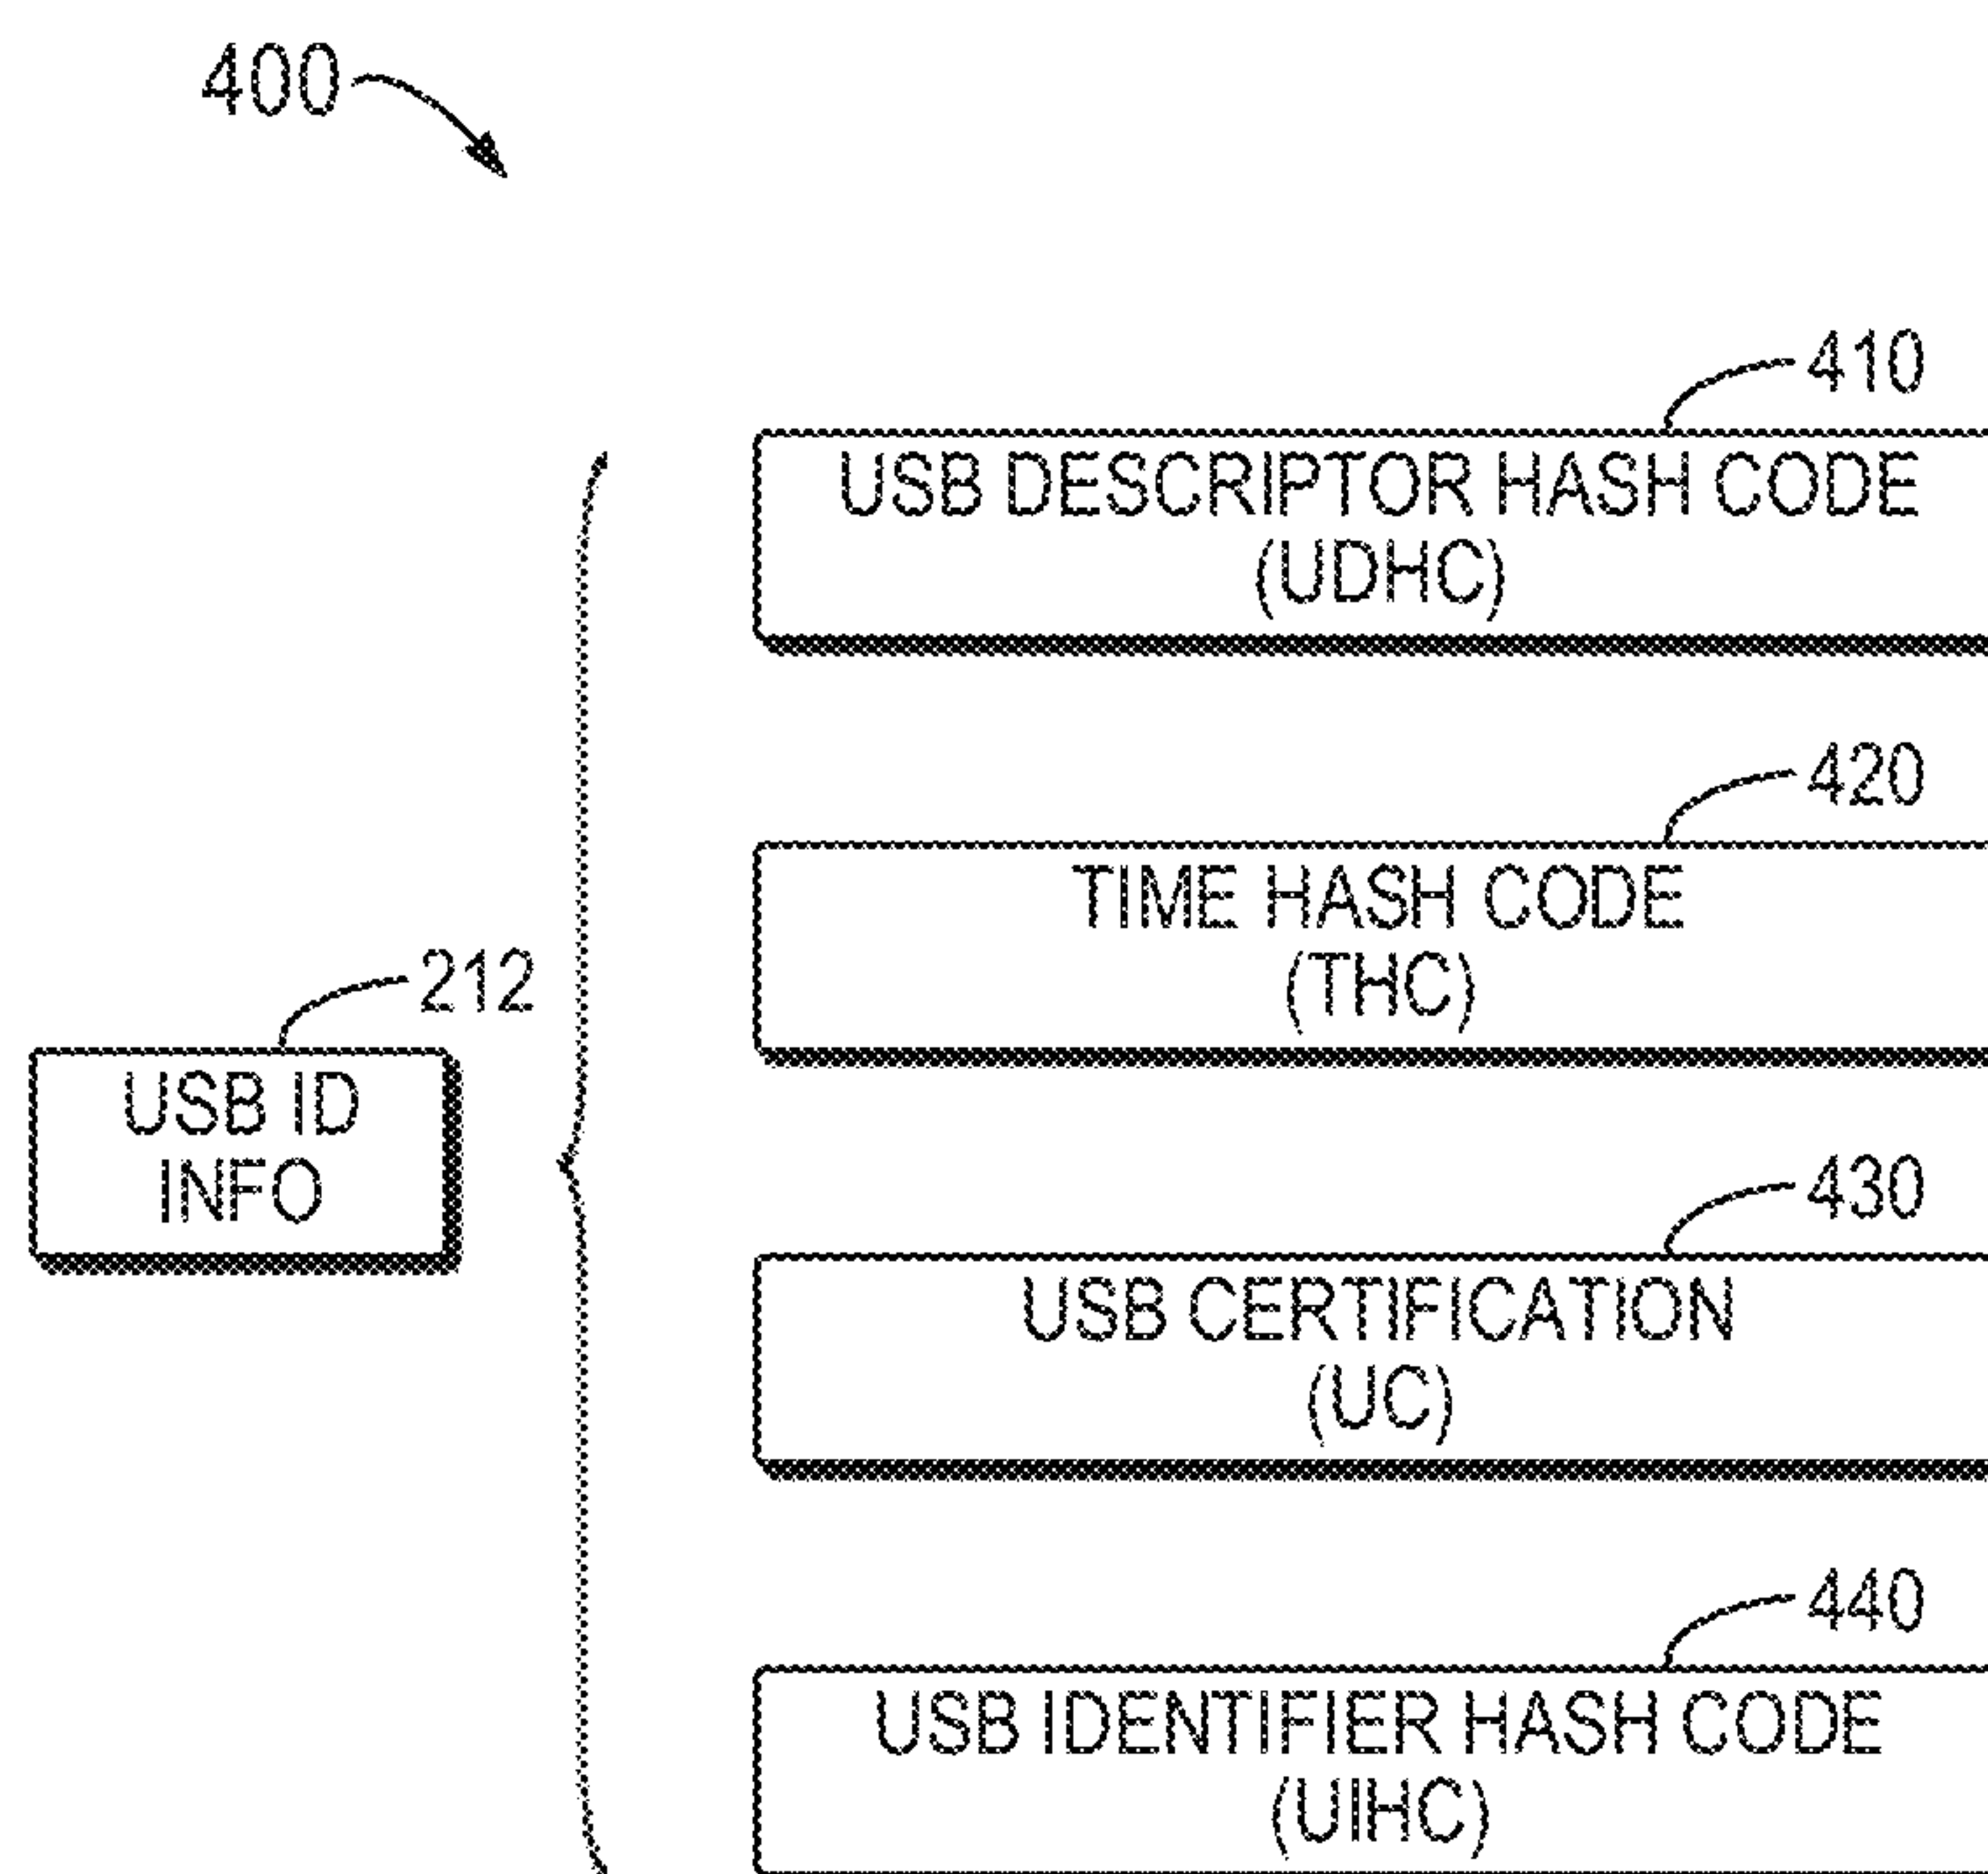 400
410
USB DESCRIPTOR HASH CODE
(UDHC)
420
TIME HASH CODE
(THC)
212
USB ID
INFO
430
USB CERTIFICATION
(UC)
440
USB IDENTIFIER HASH CODE
(UIHC)